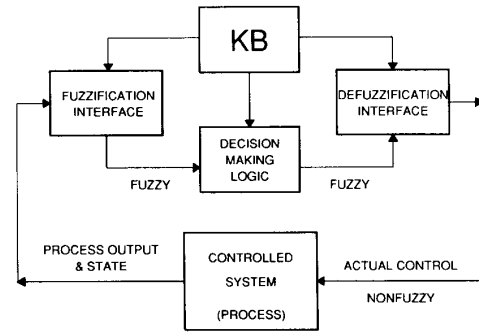 KB
FUZZIFICATION
INTERFACE
DEFUZZIFICATION
INTERFACE
DECISION
MAKING
LOGIC
FUZZY
FUZZY
PROCESS OUTPUT
& STATE
CONTROLLED
SYSTEM
(PROCESS)
ACTUAL CONTROL
NONFUZZY